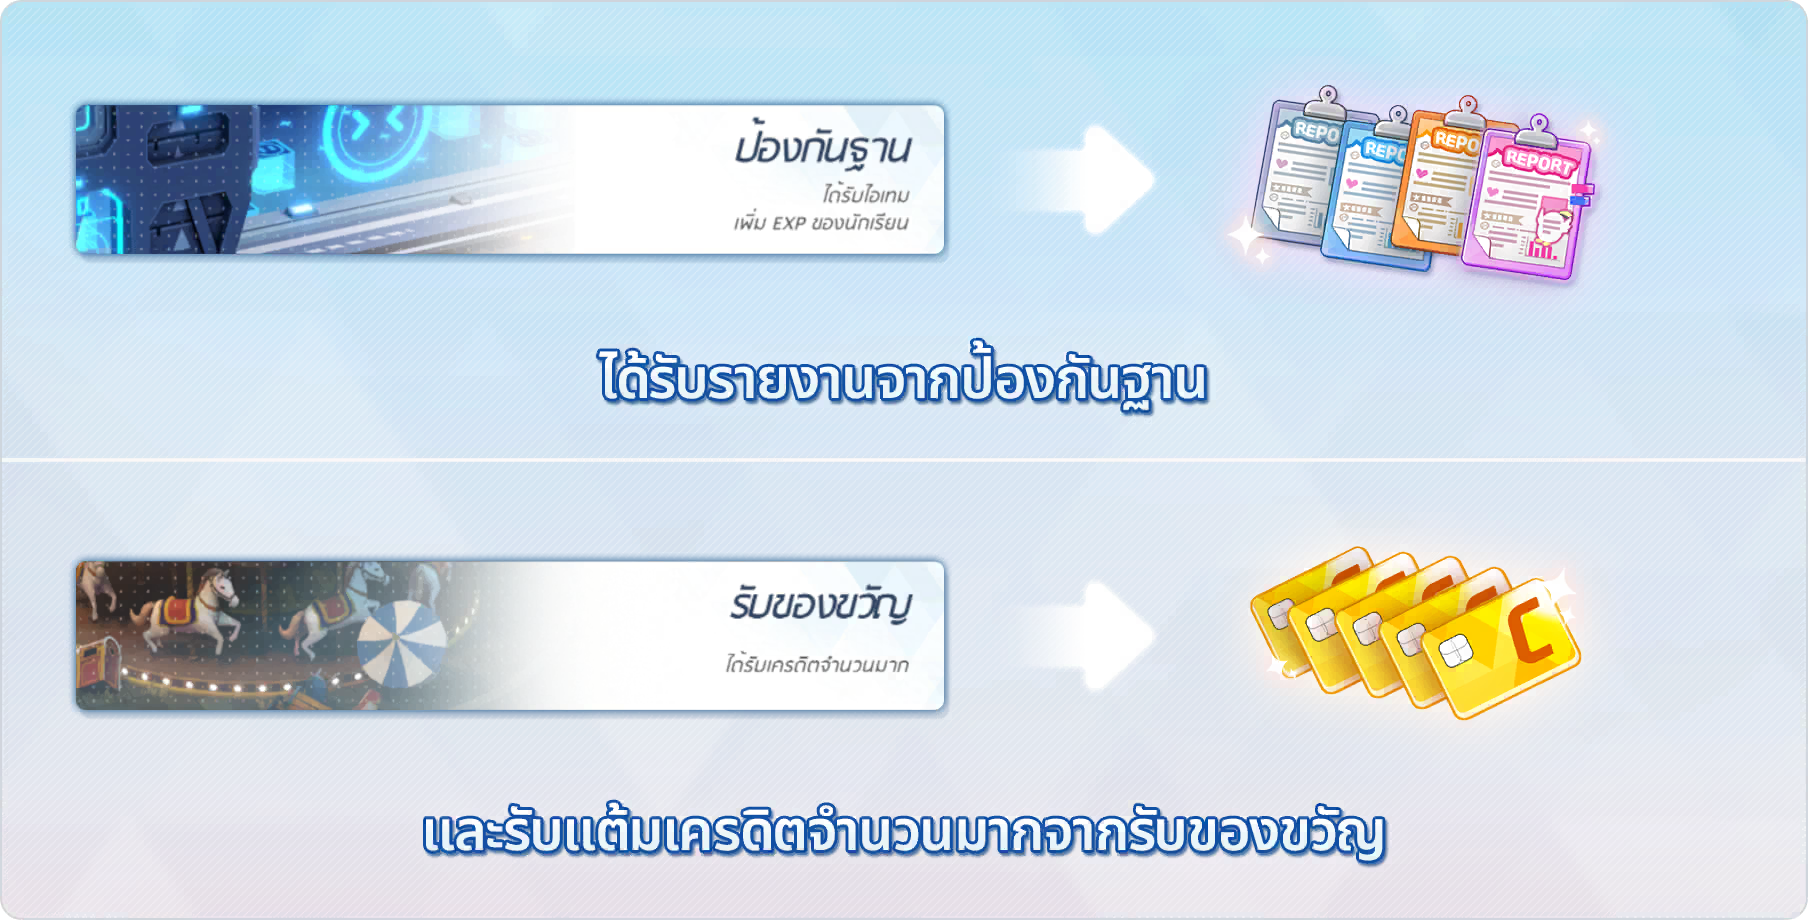 ป้องกันฐาน
ได้รับไอเทม
เพิ่ม EXP ของนักเรียน
REPO
REPO
REPO
REPORT
ได้รับรายงานจากป้องกันฐาน
รับของขวัญ
ได้รับเครดิตจำนวนมาก
C
และรับแต้มเครดิตจำนวนมากจากรับของขวัญ